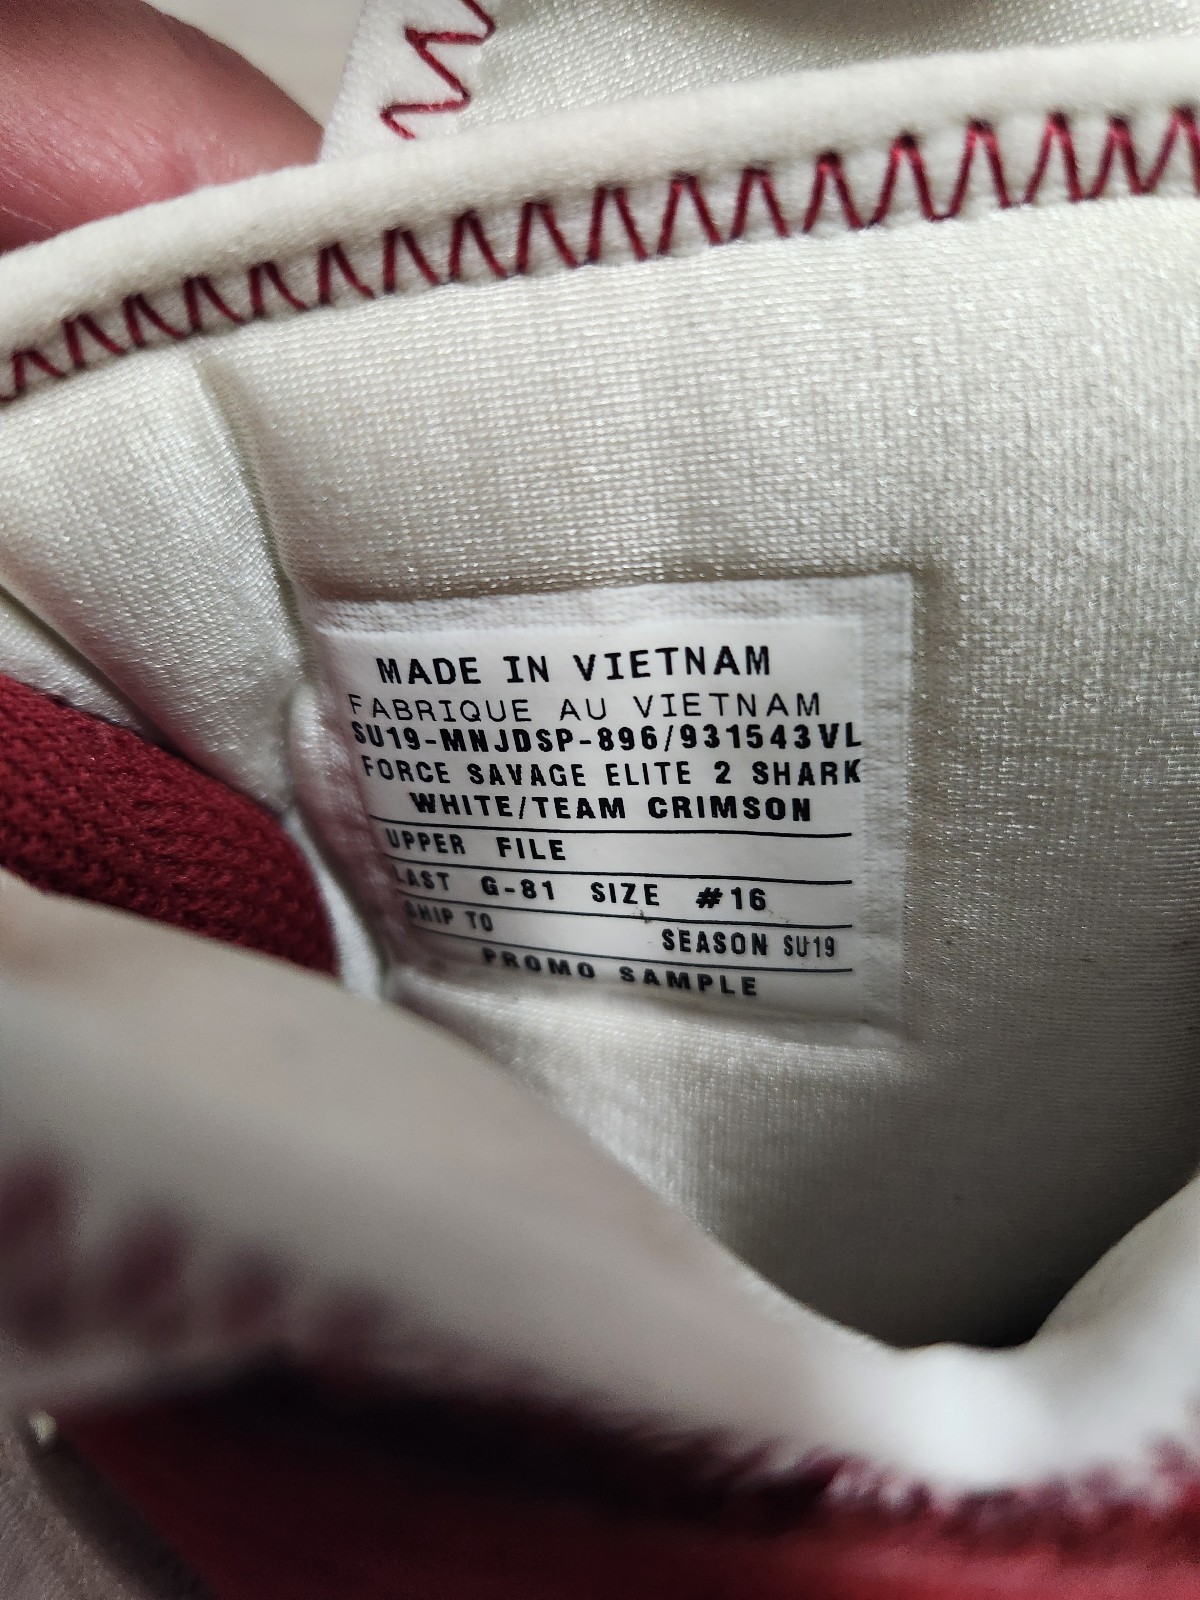 MADE IN VIETNAM
FABRIQUE AU VIETNAM
SU19-MNJDSP-896/931543VL
FORCE SAVAGE ELITE 2 SHARK
WHITE/TEAM CRIMSON
UPPER FILE
LAST G-81 SIZE #16
SHIP TO
SEASON SU19
PROMO SAMPLE